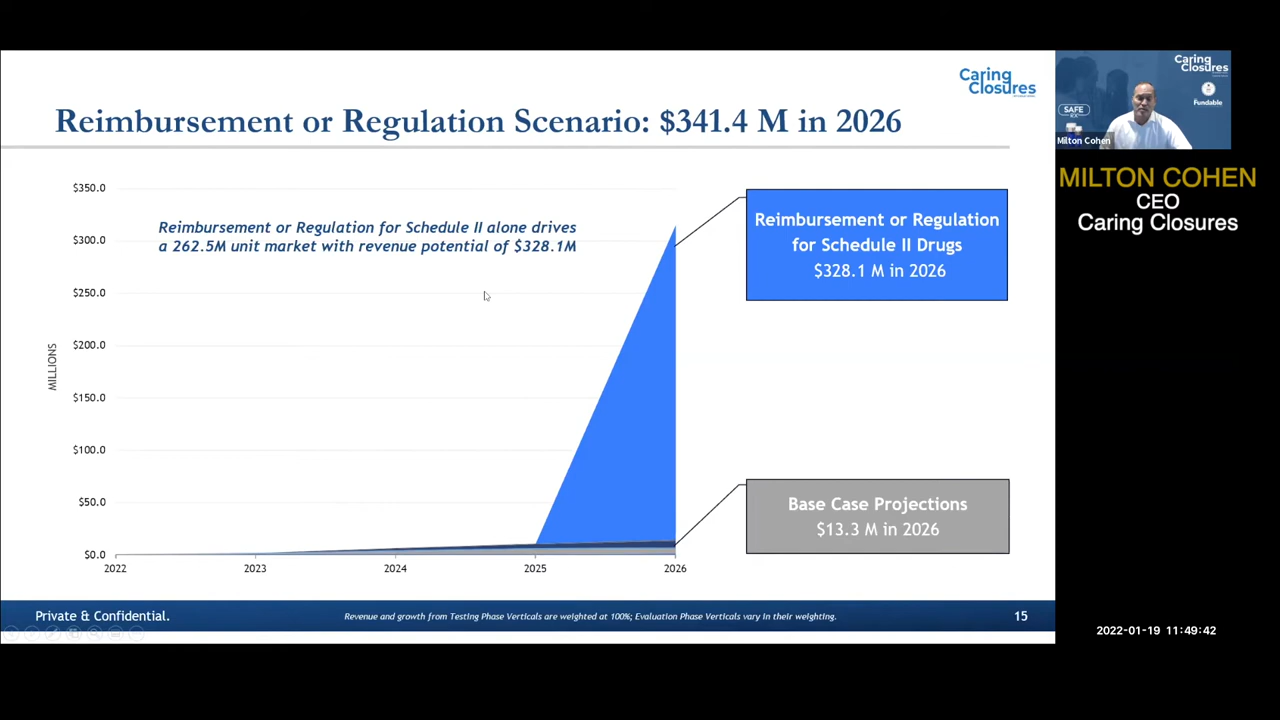 Caring
Closures
Reimbursement or Regulation Scenario: $341.4 M in 2026
$350.0
$300.0
$250.0
$200.0
$150.0
$100.0
$50.0
$0.0
MILLIONS
2022
2023
2024
2025
2026
Reimbursement or Regulation for Schedule II alone drives
a 262.5M unit market with revenue potential of $328.1M
Reimbursement or Regulation
for Schedule II Drugs
$328.1 M in 2026
Base Case Projections
$13.3 M in 2026
Private & Confidential.
Revenue and growth from Testing Phase Verticals are weighted at 100%; Evaluation Phase Verticals vary in their weighting.
15
Caring
Closures
Fundable
SAFE
Milton Cohen
MILTON COHEN
CEO
Caring Closures
2022-01-19 11:49:42